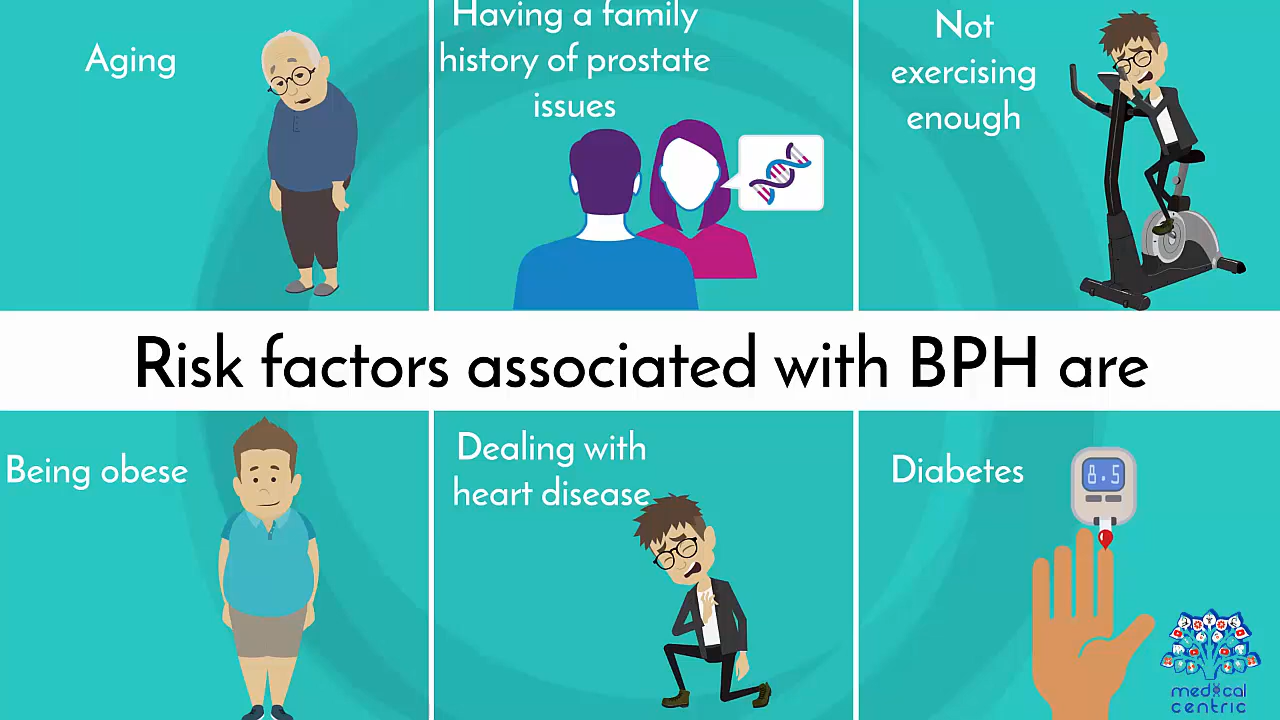 Aging
Having a family
history of prostate
issues
Not
exercising
enough
Risk factors associated with BPH are
Being obese
Dealing with
heart disease
Diabetes
8.5
medical
centric